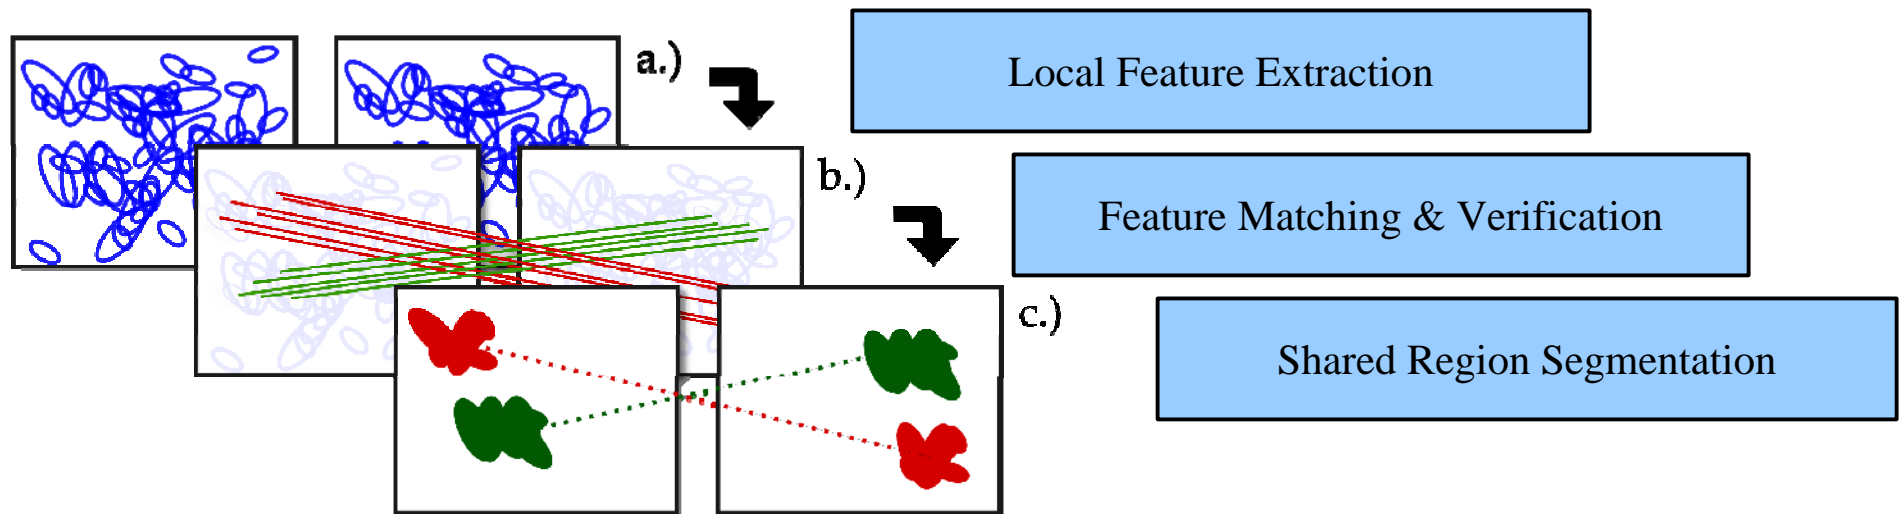 a.)
Local Feature Extraction
b.)
Feature Matching & Verification
c.)
Shared Region Segmentation